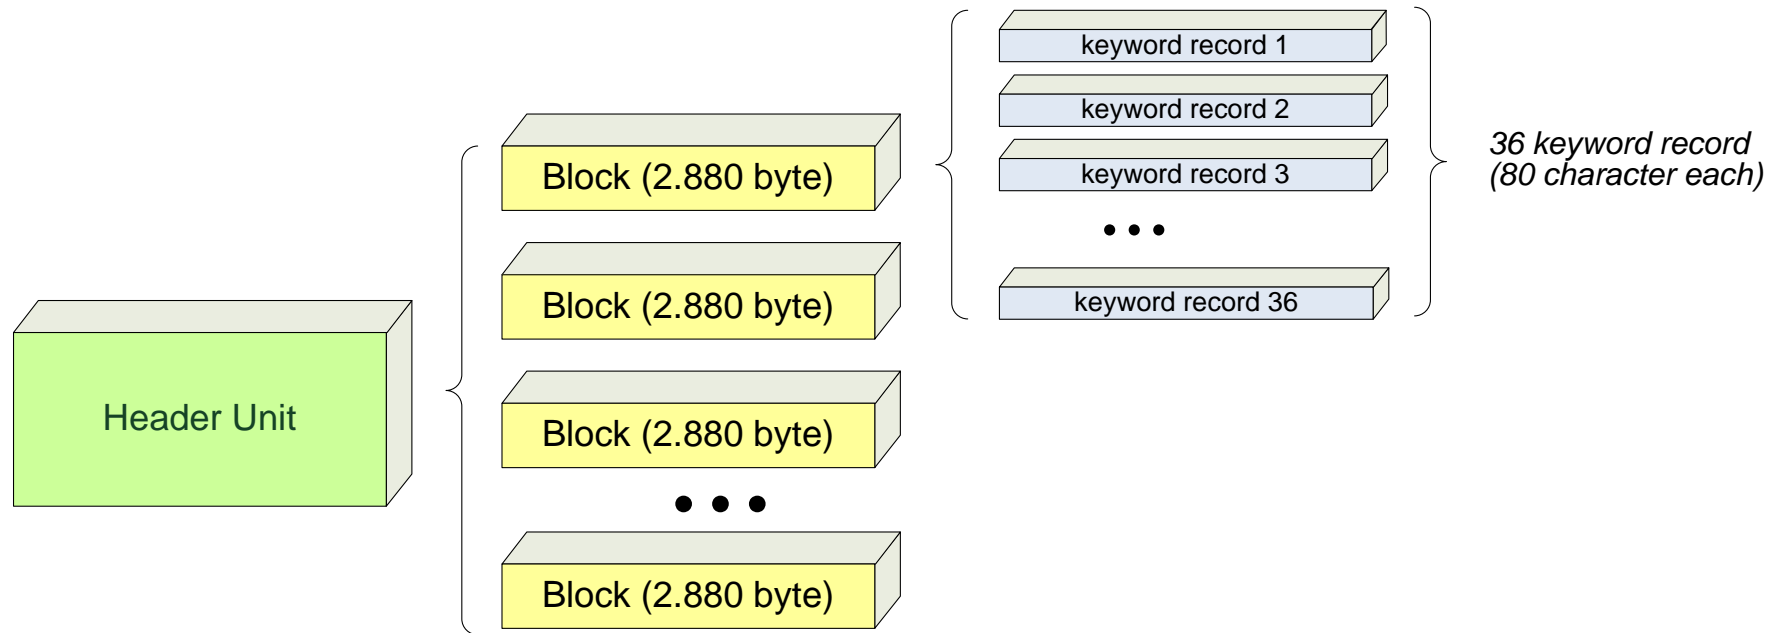 Header Unit
Block (2.880 byte)
Block (2.880 byte)
Block (2.880 byte)
Block (2.880 byte)
keyword record 1
keyword record 2
keyword record 3
keyword record 36
36 keyword record
(80 character each)